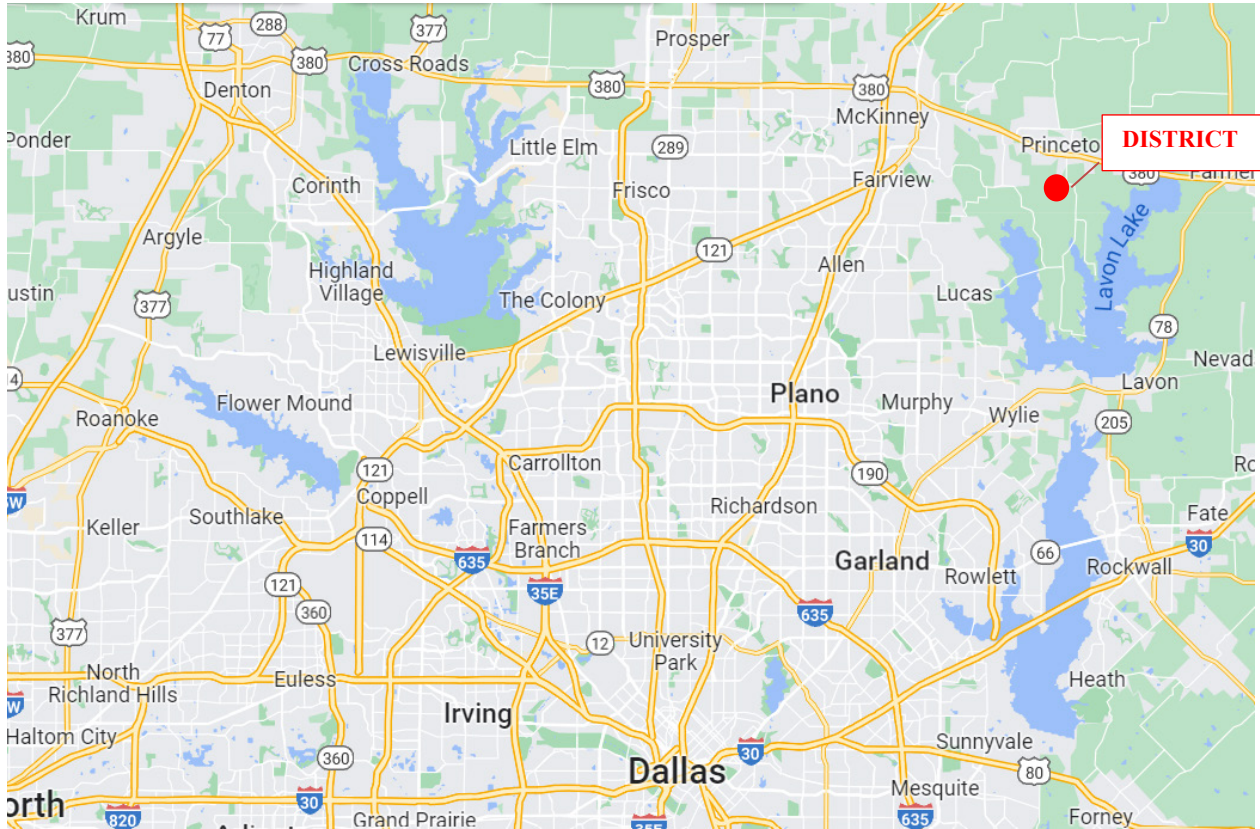 Krum
288
77
377
380
380
Cross Roads
Prosper
380
380
Denton
McKinney
Ponder
Little Elm
289
Princeto
DISTRICT
380
Farmer
Corinth
Frisco
Fairview
Argyle
121
Highland
Village
Allen
Lavon Lake
ustin
377
The Colony
Lucas
78
Lewisville
Nevad
4
Plano
Lavon
Roanoke
Flower Mound
Murphy
Wylie
205
121
Carrollton
190
W
Coppell
Southlake
Richardson
Keller
Farmers
Branch
Fate
114
30
635
Garland
66
Rockwall
121
35E
Rowlett
360
635
377
12
University
Park
North
Richland Hills
Euless
Heath
W
Irving
Haltom City
30
Sunnyvale
360
Dallas
80
orth
30
Mesquite
820
Grand Prairie
635
Forney
35E